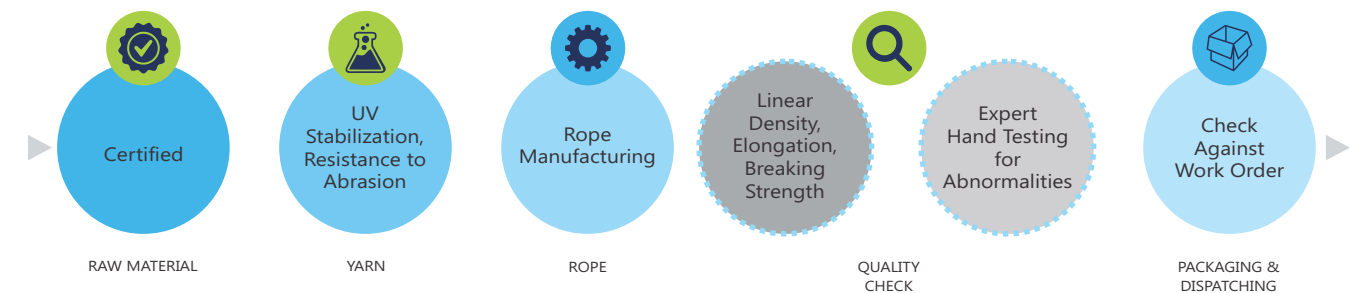 Certified
UV
Stabilization,
Resistance to
Abrasion
Rope
Manufacturing
Linear
Density,
Elongation,
Breaking
Strength
Expert
Hand Testing
for
Abnormalities
Check
Against
Work Order
RAW MATERIAL
YARN
ROPE
QUALITY
CHECK
PACKAGING &
DISPATCHING